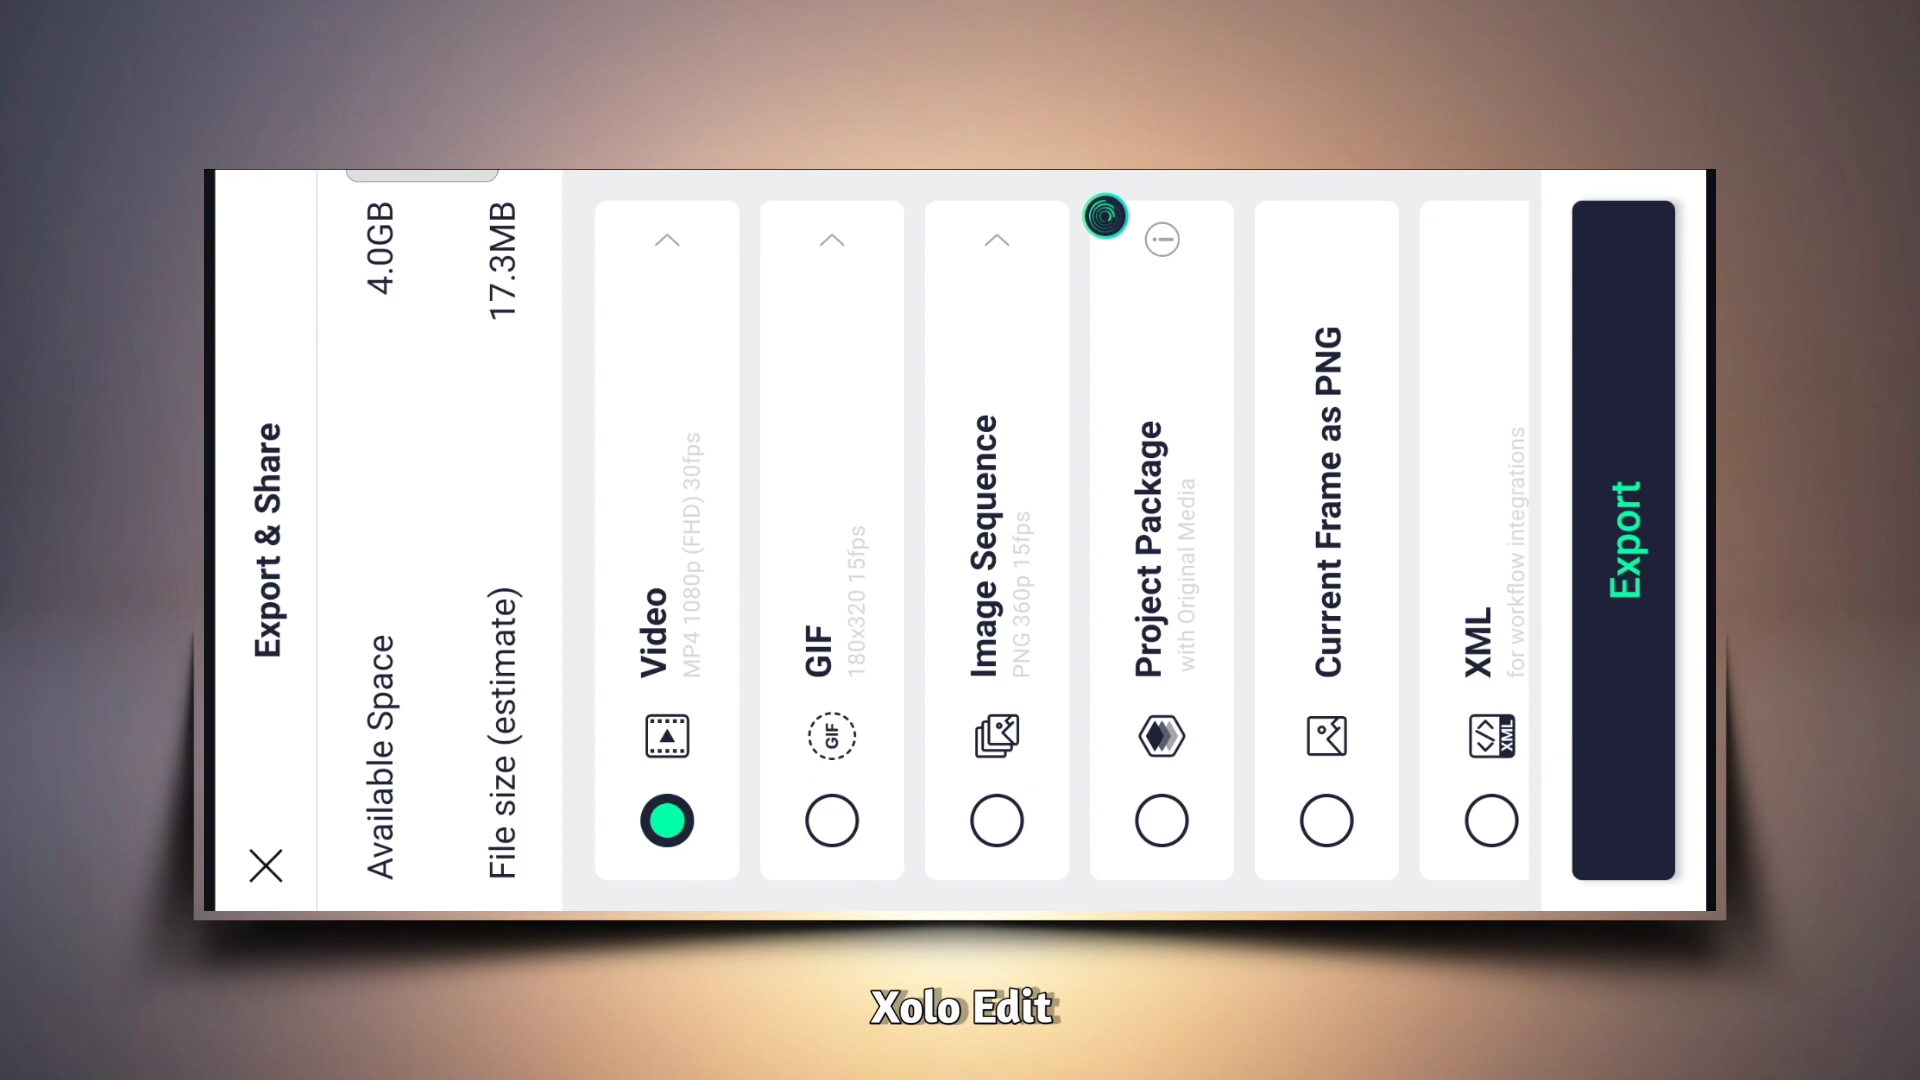 Export & Share
Available Space 4.0GB
File size (estimate) 17.3MB
Video
MP4 1080p (FHD) 30fps
GIF
GIF
180x320 15fps
Image Sequence
PNG 360p 15fps
Project Package
with Original Media
Current Frame as PNG
</> XML
XML
for workflow integrations
Export
Xolo Edit